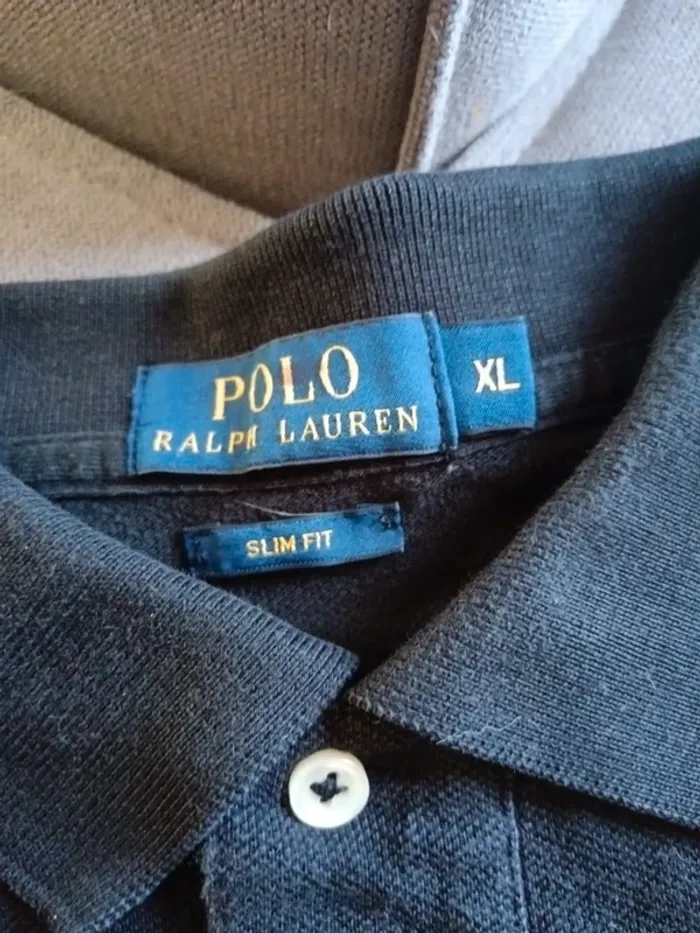 POLO
RALPH LAUREN
XL
SLIM FIT